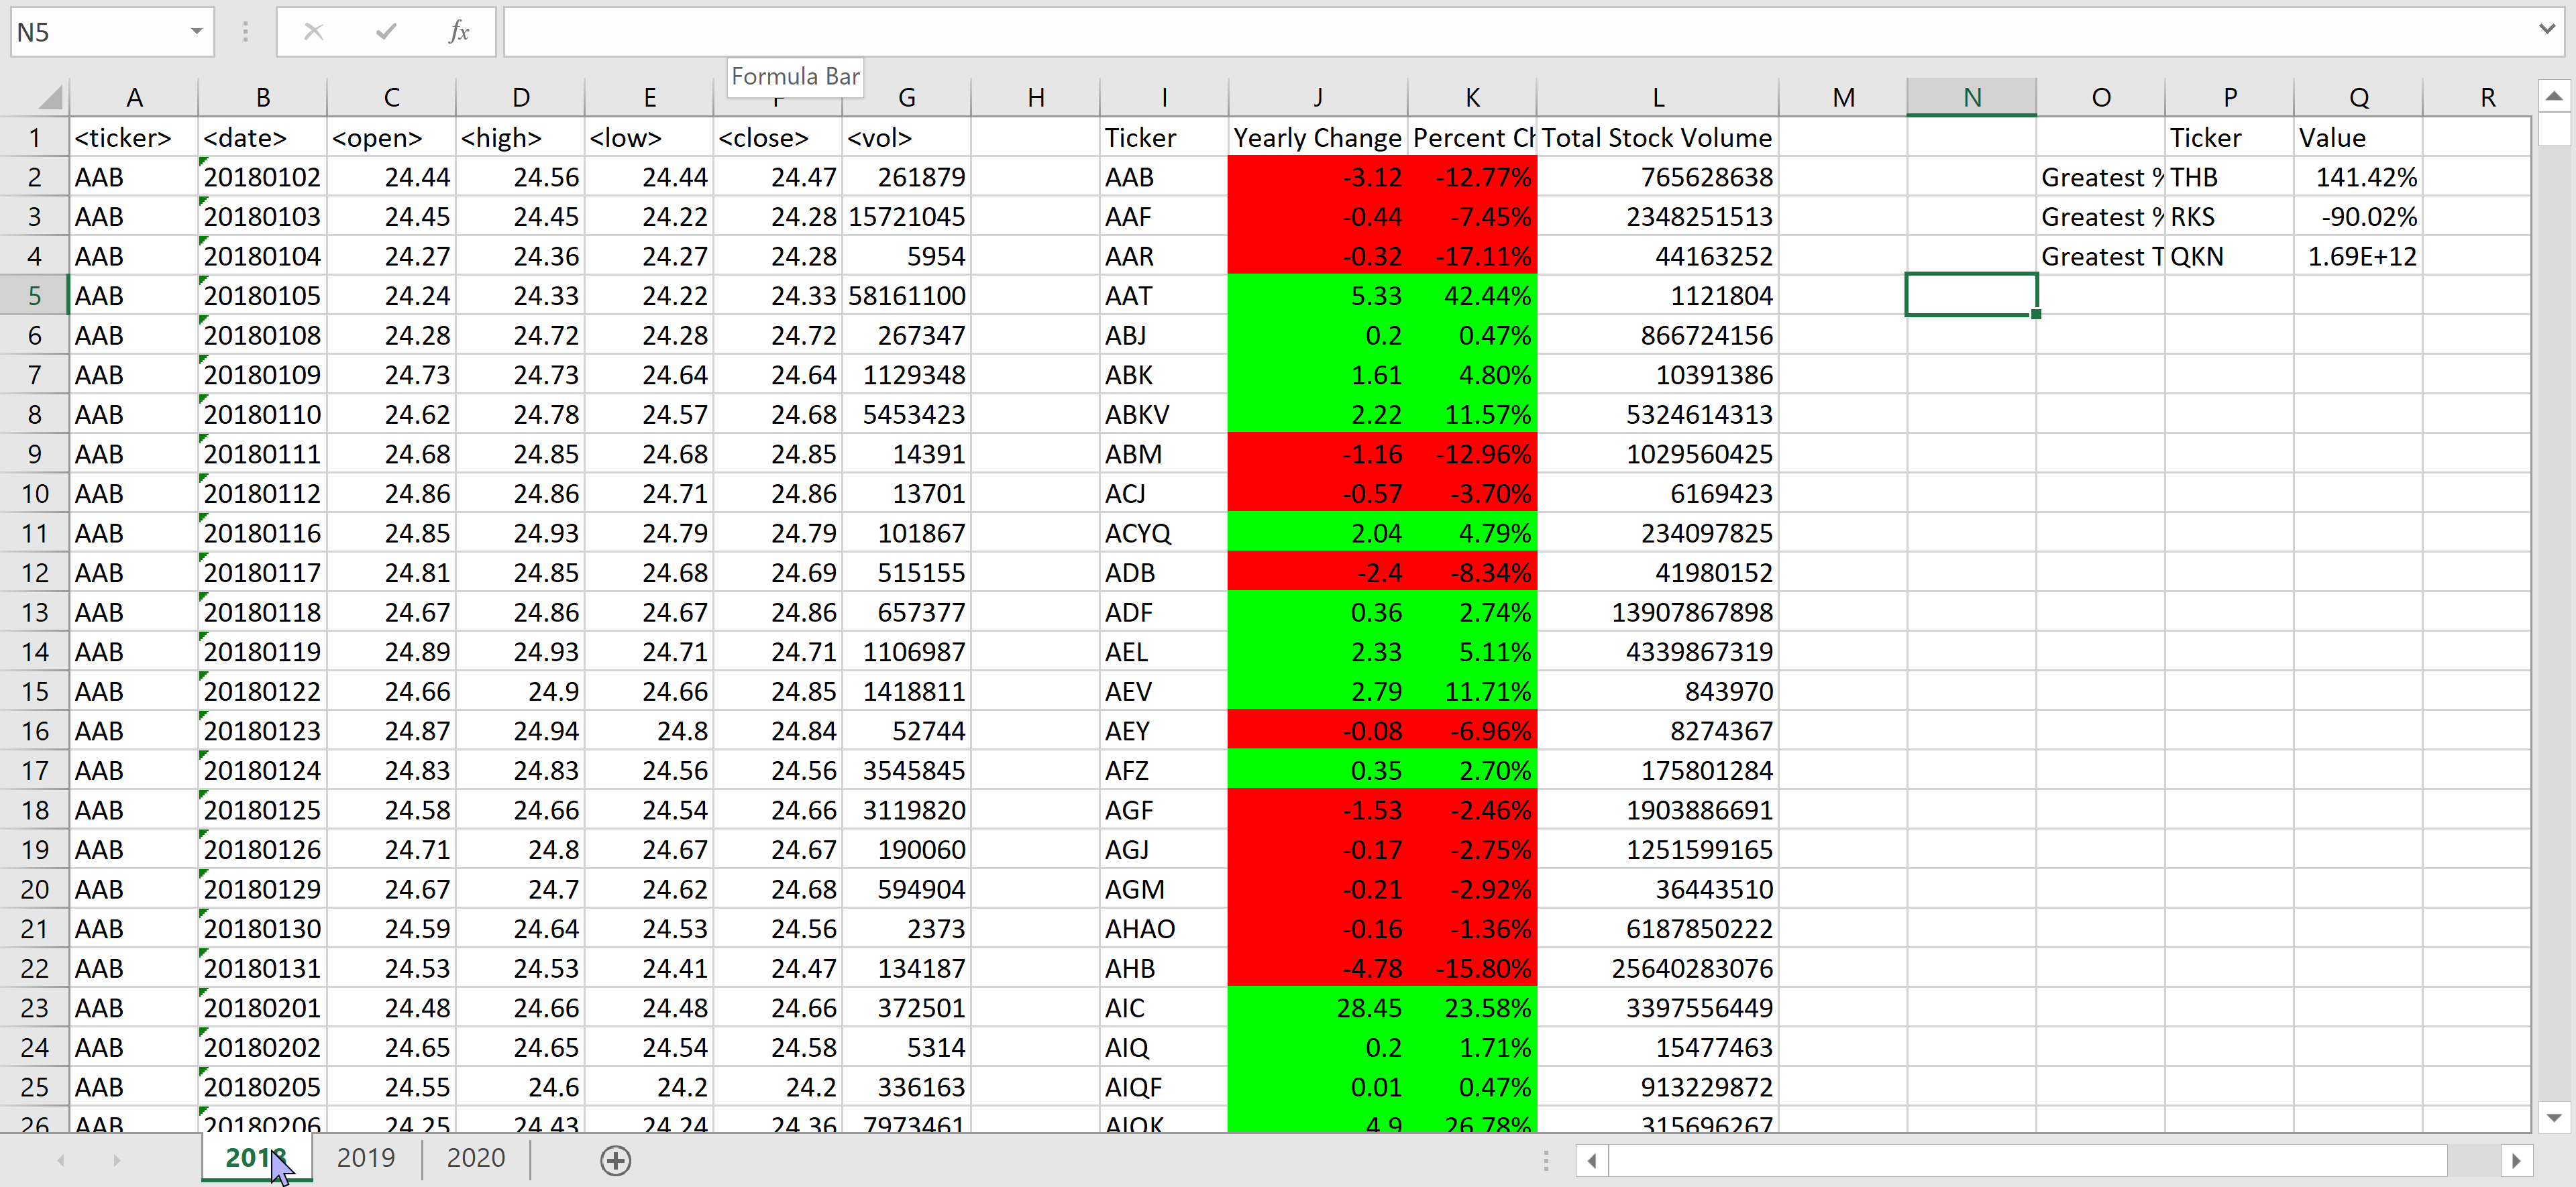 N5 fx
Formula Bar
A B C D E G H I J K L M N O P Q R
1 <ticker> <date> <open> <high> <low> <close> <vol> Ticker Yearly Change Percent Ch Total Stock Volume Ticker Value
2 AAB 20180102 24.44 24.56 24.44 24.47 261879 AAB -3.12 -12.77% 765628638 Greatest % THB 141.42%
3 AAB 20180103 24.45 24.45 24.22 24.28 15721045 AAF -0.44 -7.45% 2348251513 Greatest % RKS -90.02%
4 AAB 20180104 24.27 24.36 24.27 24.28 5954 AAR -0.32 -17.11% 44163252 Greatest T QKN 1.69E+12
5 AAB 20180105 24.24 24.33 24.22 24.33 58161100 AAT 5.33 42.44% 1121804
6 AAB 20180108 24.28 24.72 24.28 24.72 267347 ABJ 0.2 0.47% 866724156
7 AAB 20180109 24.73 24.73 24.64 24.64 1129348 ABK 1.61 4.80% 10391386
8 AAB 20180110 24.62 24.78 24.57 24.68 5453423 ABKV 2.22 11.57% 5324614313
9 AAB 20180111 24.68 24.85 24.68 24.85 14391 ABM -1.16 -12.96% 1029560425
10 AAB 20180112 24.86 24.86 24.71 24.86 13701 ACJ -0.57 -3.70% 6169423
11 AAB 20180116 24.85 24.93 24.79 24.79 101867 ACYQ 2.04 4.79% 234097825
12 AAB 20180117 24.81 24.85 24.68 24.69 515155 ADB -2.4 -8.34% 41980152
13 AAB 20180118 24.67 24.86 24.67 24.86 657377 ADF 0.36 2.74% 13907867898
14 AAB 20180119 24.89 24.93 24.71 24.71 1106987 AEL 2.33 5.11% 4339867319
15 AAB 20180122 24.66 24.9 24.66 24.85 1418811 AEV 2.79 11.71% 843970
16 AAB 20180123 24.87 24.94 24.8 24.84 52744 AEY -0.08 -6.96% 8274367
17 AAB 20180124 24.83 24.83 24.56 24.56 3545845 AFZ 0.35 2.70% 175801284
18 AAB 20180125 24.58 24.66 24.54 24.66 3119820 AGF -1.53 -2.46% 1903886691
19 AAB 20180126 24.71 24.8 24.67 24.67 190060 AGJ -0.17 -2.75% 1251599165
20 AAB 20180129 24.67 24.7 24.62 24.68 594904 AGM -0.21 -2.92% 36443510
21 AAB 20180130 24.59 24.64 24.53 24.56 2373 AHAO -0.16 -1.36% 6187850222
22 AAB 20180131 24.53 24.53 24.41 24.47 134187 AHB -4.78 -15.80% 25640283076
23 AAB 20180201 24.48 24.66 24.48 24.66 372501 AIC 28.45 23.58% 3397556449
24 AAB 20180202 24.65 24.65 24.54 24.58 5314 AIQ 0.2 1.71% 15477463
25 AAB 20180205 24.55 24.6 24.2 24.2 336163 AIQF 0.01 0.47% 913229872
26 AAB 20180206 24.25 24.43 24.24 24.36 7973461 AIQK 4.9 26.78% 315696267
2018 2019 2020